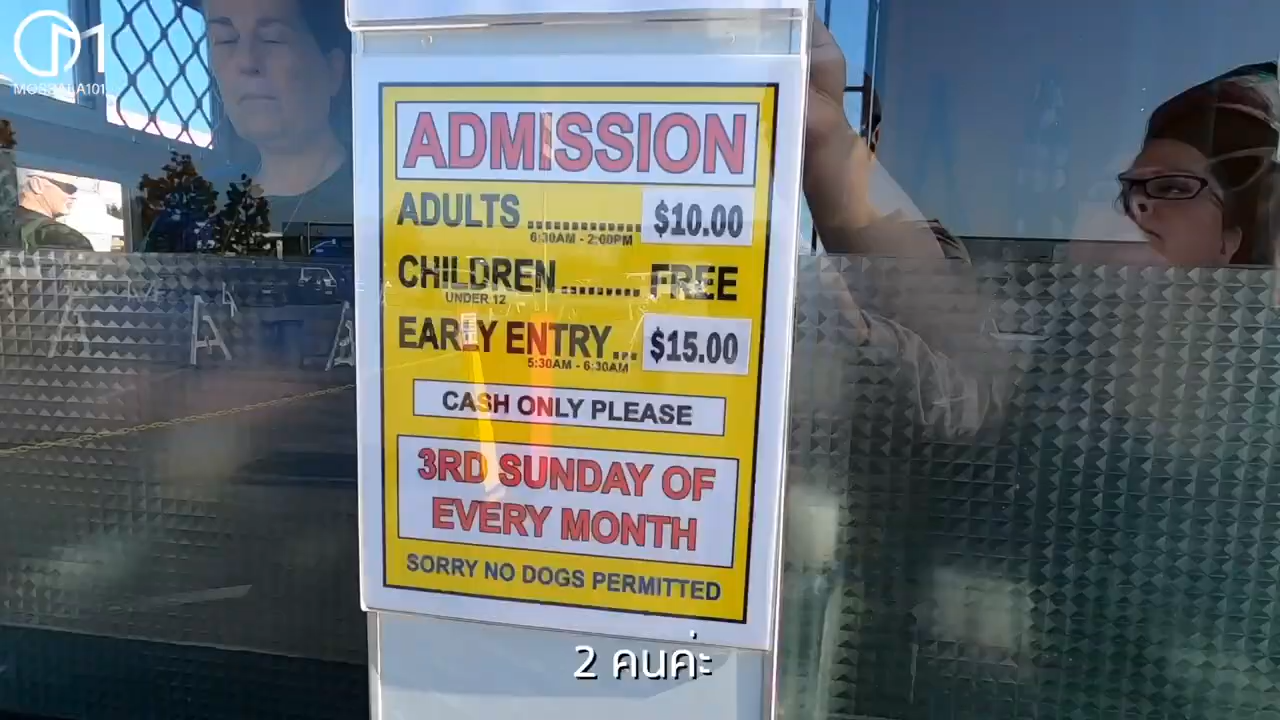 ADMISSION
ADULTS ............ $10.00
6:30AM - 2:00PM
CHILDREN......... FREE
UNDER 12
EARLY ENTRY... $15.00
5:30AM - 6:30AM
CASH ONLY PLEASE
3RD SUNDAY OF
EVERY MONTH
SORRY NO DOGS PERMITTED
2 คนค่ะ